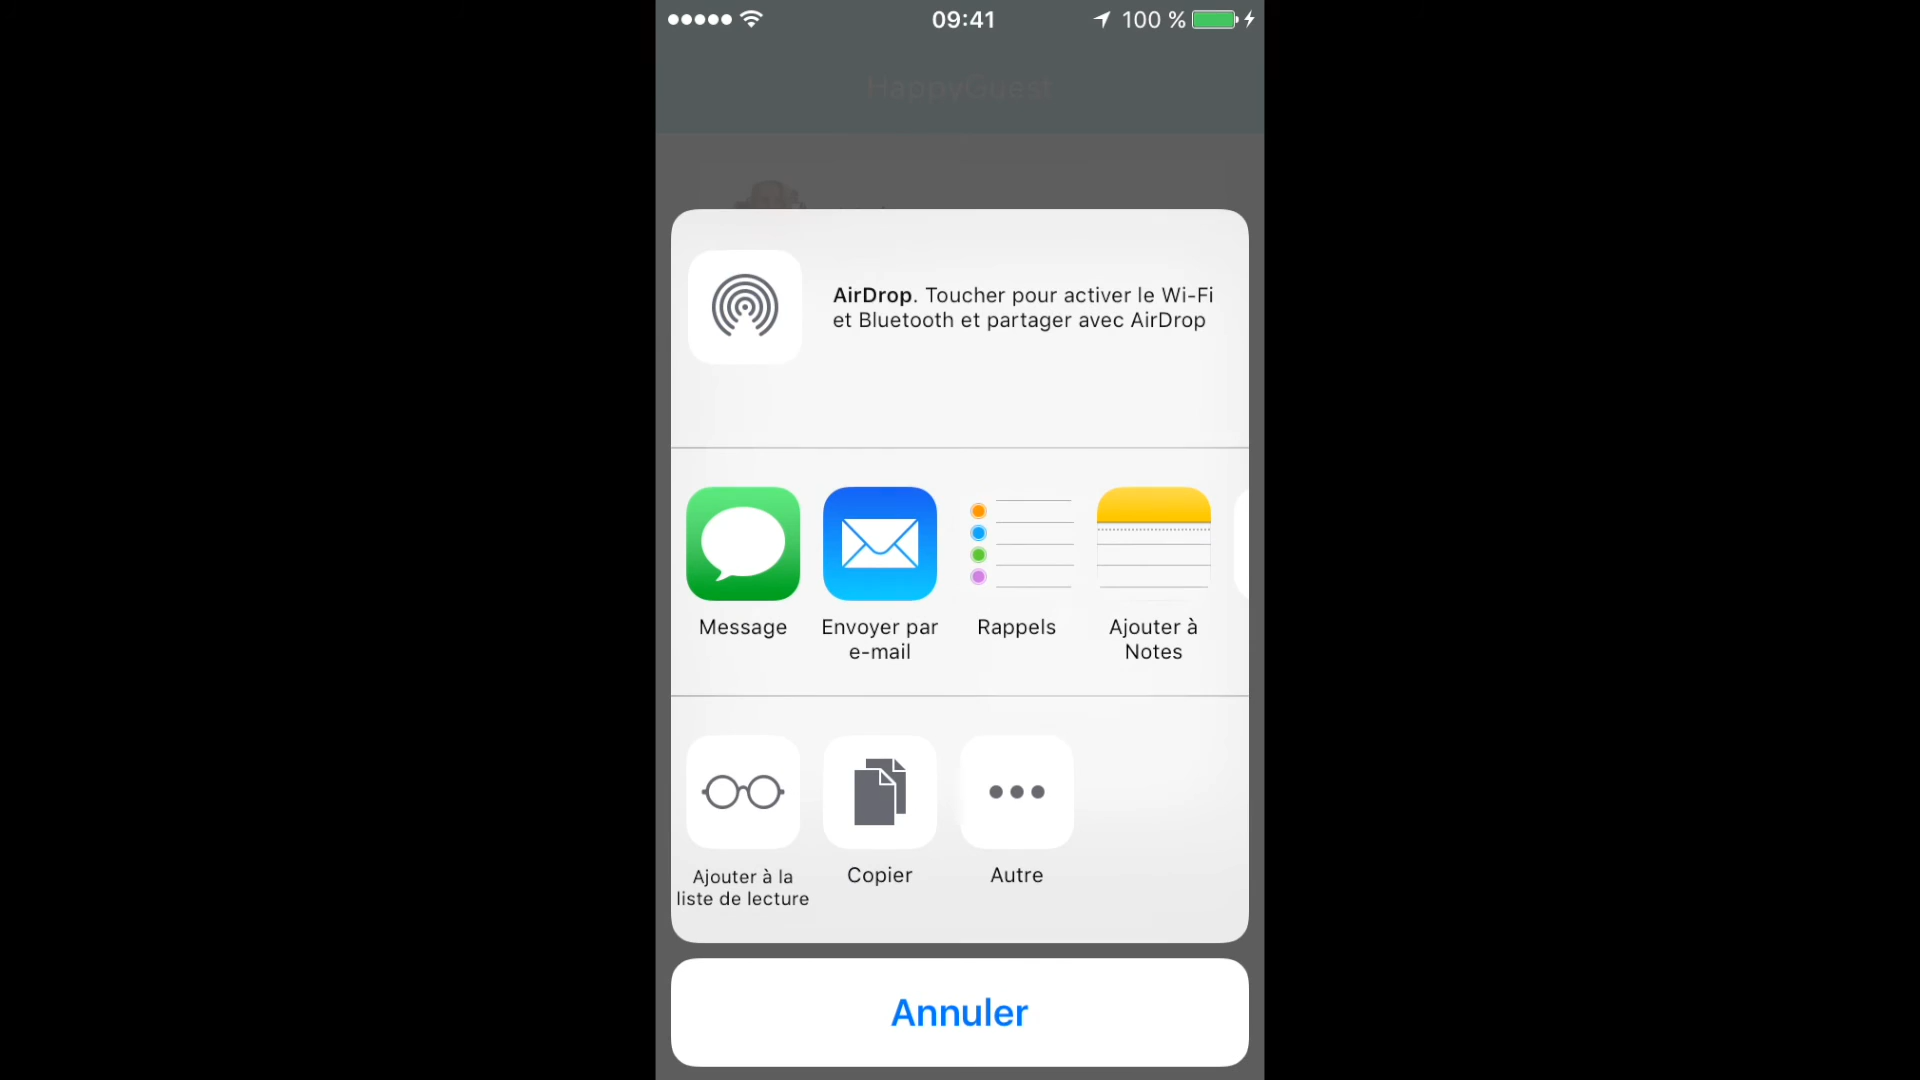 09:41
100 %
HappyGuest
AirDrop. Toucher pour activer le Wi-Fi
et Bluetooth et partager avec AirDrop
Message
Envoyer par
e-mail
Rappels
Ajouter à
Notes
Ajouter à la
liste de lecture
Copier
Autre
Annuler